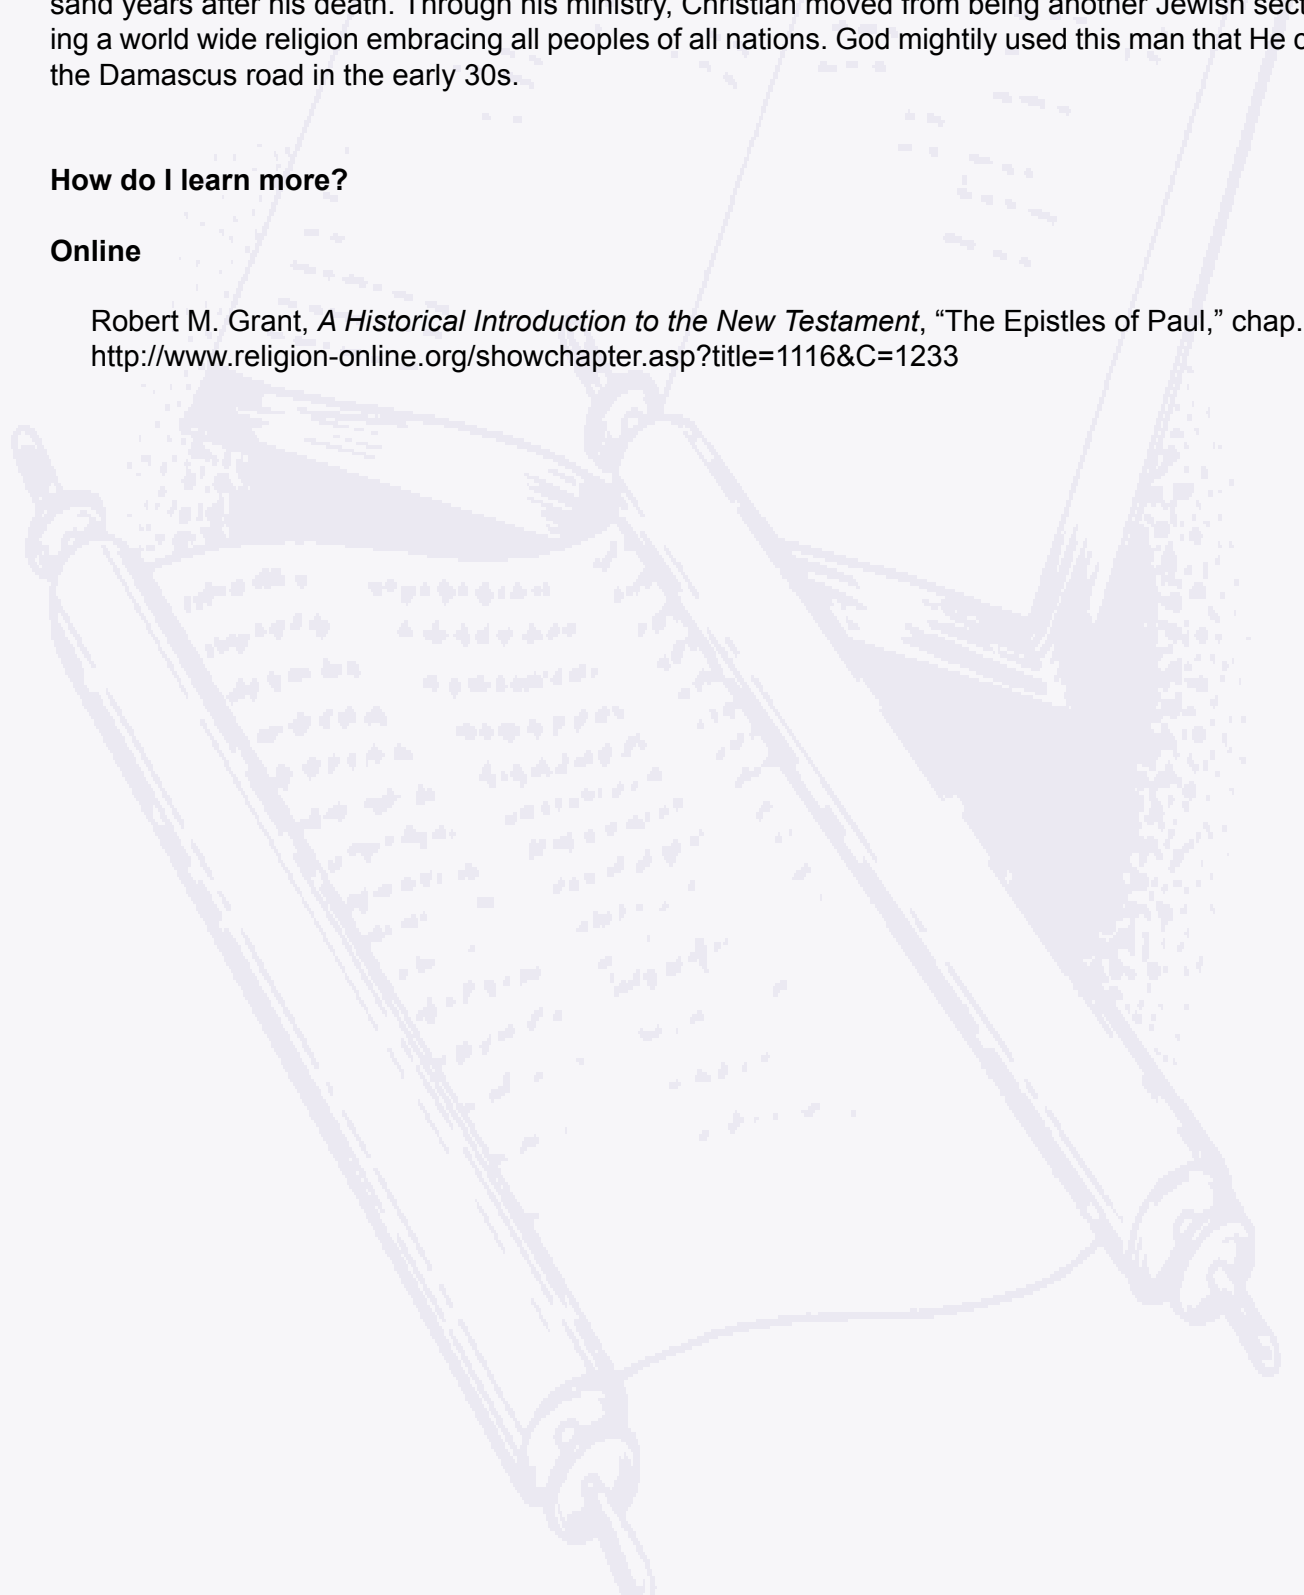 sand years after his death. Through his ministry, Christian moved from being another Jewish sect
ing a world wide religion embracing all peoples of all nations. God mightily used this man that He
the Damascus road in the early 30s.
How do I learn more?
Online
Robert M. Grant, A Historical Introduction to the New Testament, “The Epistles of Paul,” chap.
http://www.religion-online.org/showchapter.asp?title=1116&C=1233